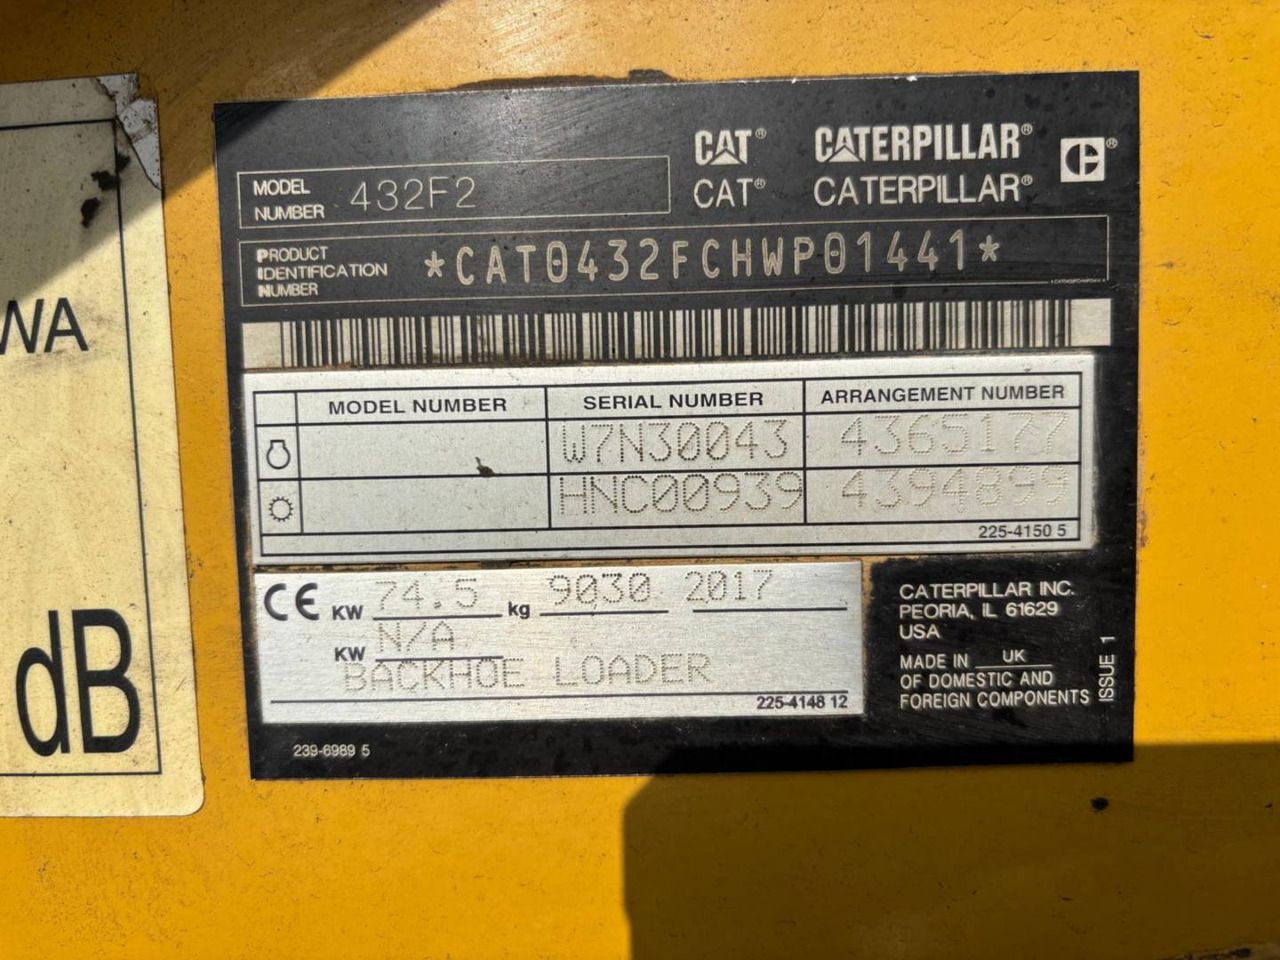 CAT® CATERPILLAR®
CAT® CATERPILLAR®
MODEL NUMBER 432F2
PRODUCT IDENTIFICATION NUMBER *CAT0432FCHWP01441*
WA
MODEL NUMBER SERIAL NUMBER ARRANGEMENT NUMBER
W7N30043 4365177
HNC00939 4394899
225-4150 5
CE KW 74.5 kg 9030 2017
KW N/A
BACKHOE LOADER
225-4148 12
CATERPILLAR INC.
PEORIA, IL 61629
USA
MADE IN UK
OF DOMESTIC AND
FOREIGN COMPONENTS
ISSUE 1
239-6989 5
dB